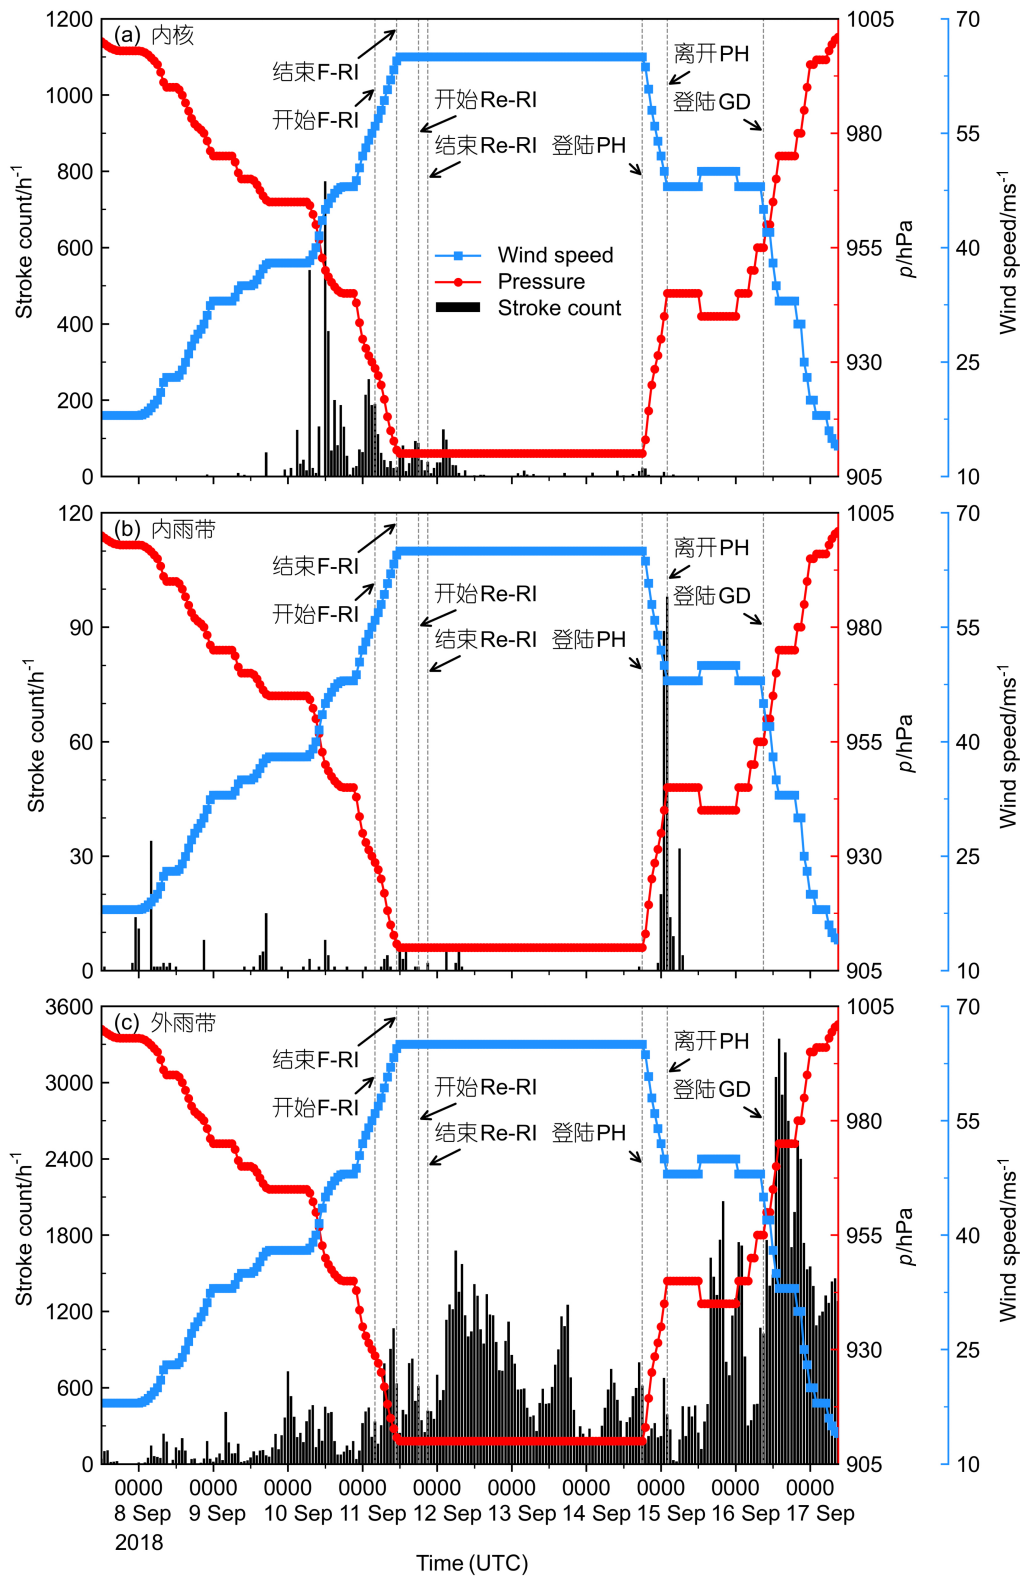 (a) 内核
结束F-RI
开始F-RI
开始Re-RI
结束Re-RI
登陆PH
离开PH
登陆GD
Wind speed
Pressure
Stroke count
1200
1000
800
600
400
200
0
Stroke count/h-1
1005
980
955
930
905
p/hPa
70
55
40
25
10
Wind speed/ms-1
(b) 内雨带
结束F-RI
开始F-RI
开始Re-RI
结束Re-RI
登陆PH
离开PH
登陆GD
120
90
60
30
0
Stroke count/h-1
1005
980
955
930
905
p/hPa
70
55
40
25
10
Wind speed/ms-1
(c) 外雨带
结束F-RI
开始F-RI
开始Re-RI
结束Re-RI
登陆PH
离开PH
登陆GD
3600
3000
2400
1800
1200
600
0
Stroke count/h-1
1005
980
955
930
905
p/hPa
70
55
40
25
10
Wind speed/ms-1
0000 0000 0000 0000 0000 0000 0000 0000 0000 0000
8 Sep 9 Sep 10 Sep 11 Sep 12 Sep 13 Sep 14 Sep 15 Sep 16 Sep 17 Sep
2018
Time (UTC)